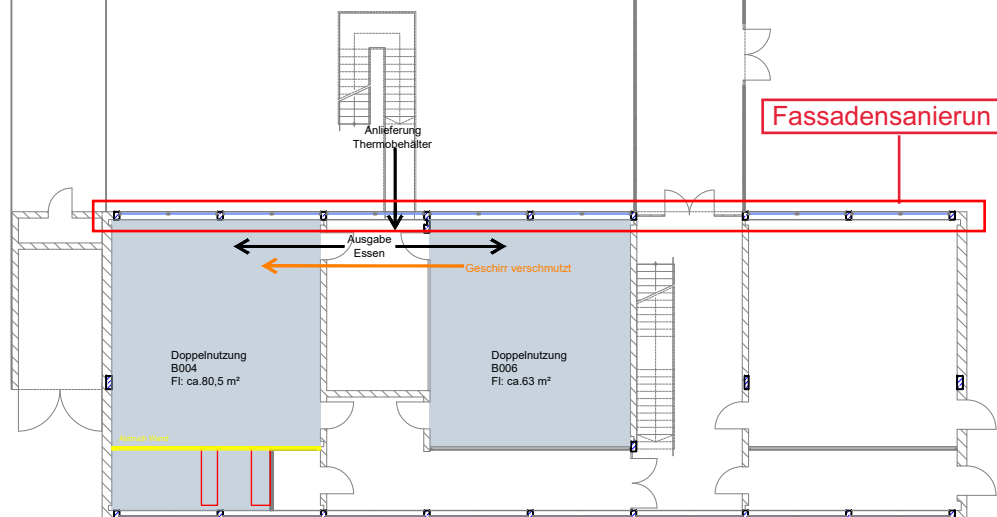 Anlieferung
Thermobehälter
Fassadensanierun
Ausgabe
Essen
Geschirr verschmutzt
Doppelnutzung
B004
Fl: ca.80,5 m²
Doppelnutzung
B006
Fl: ca.63 m²